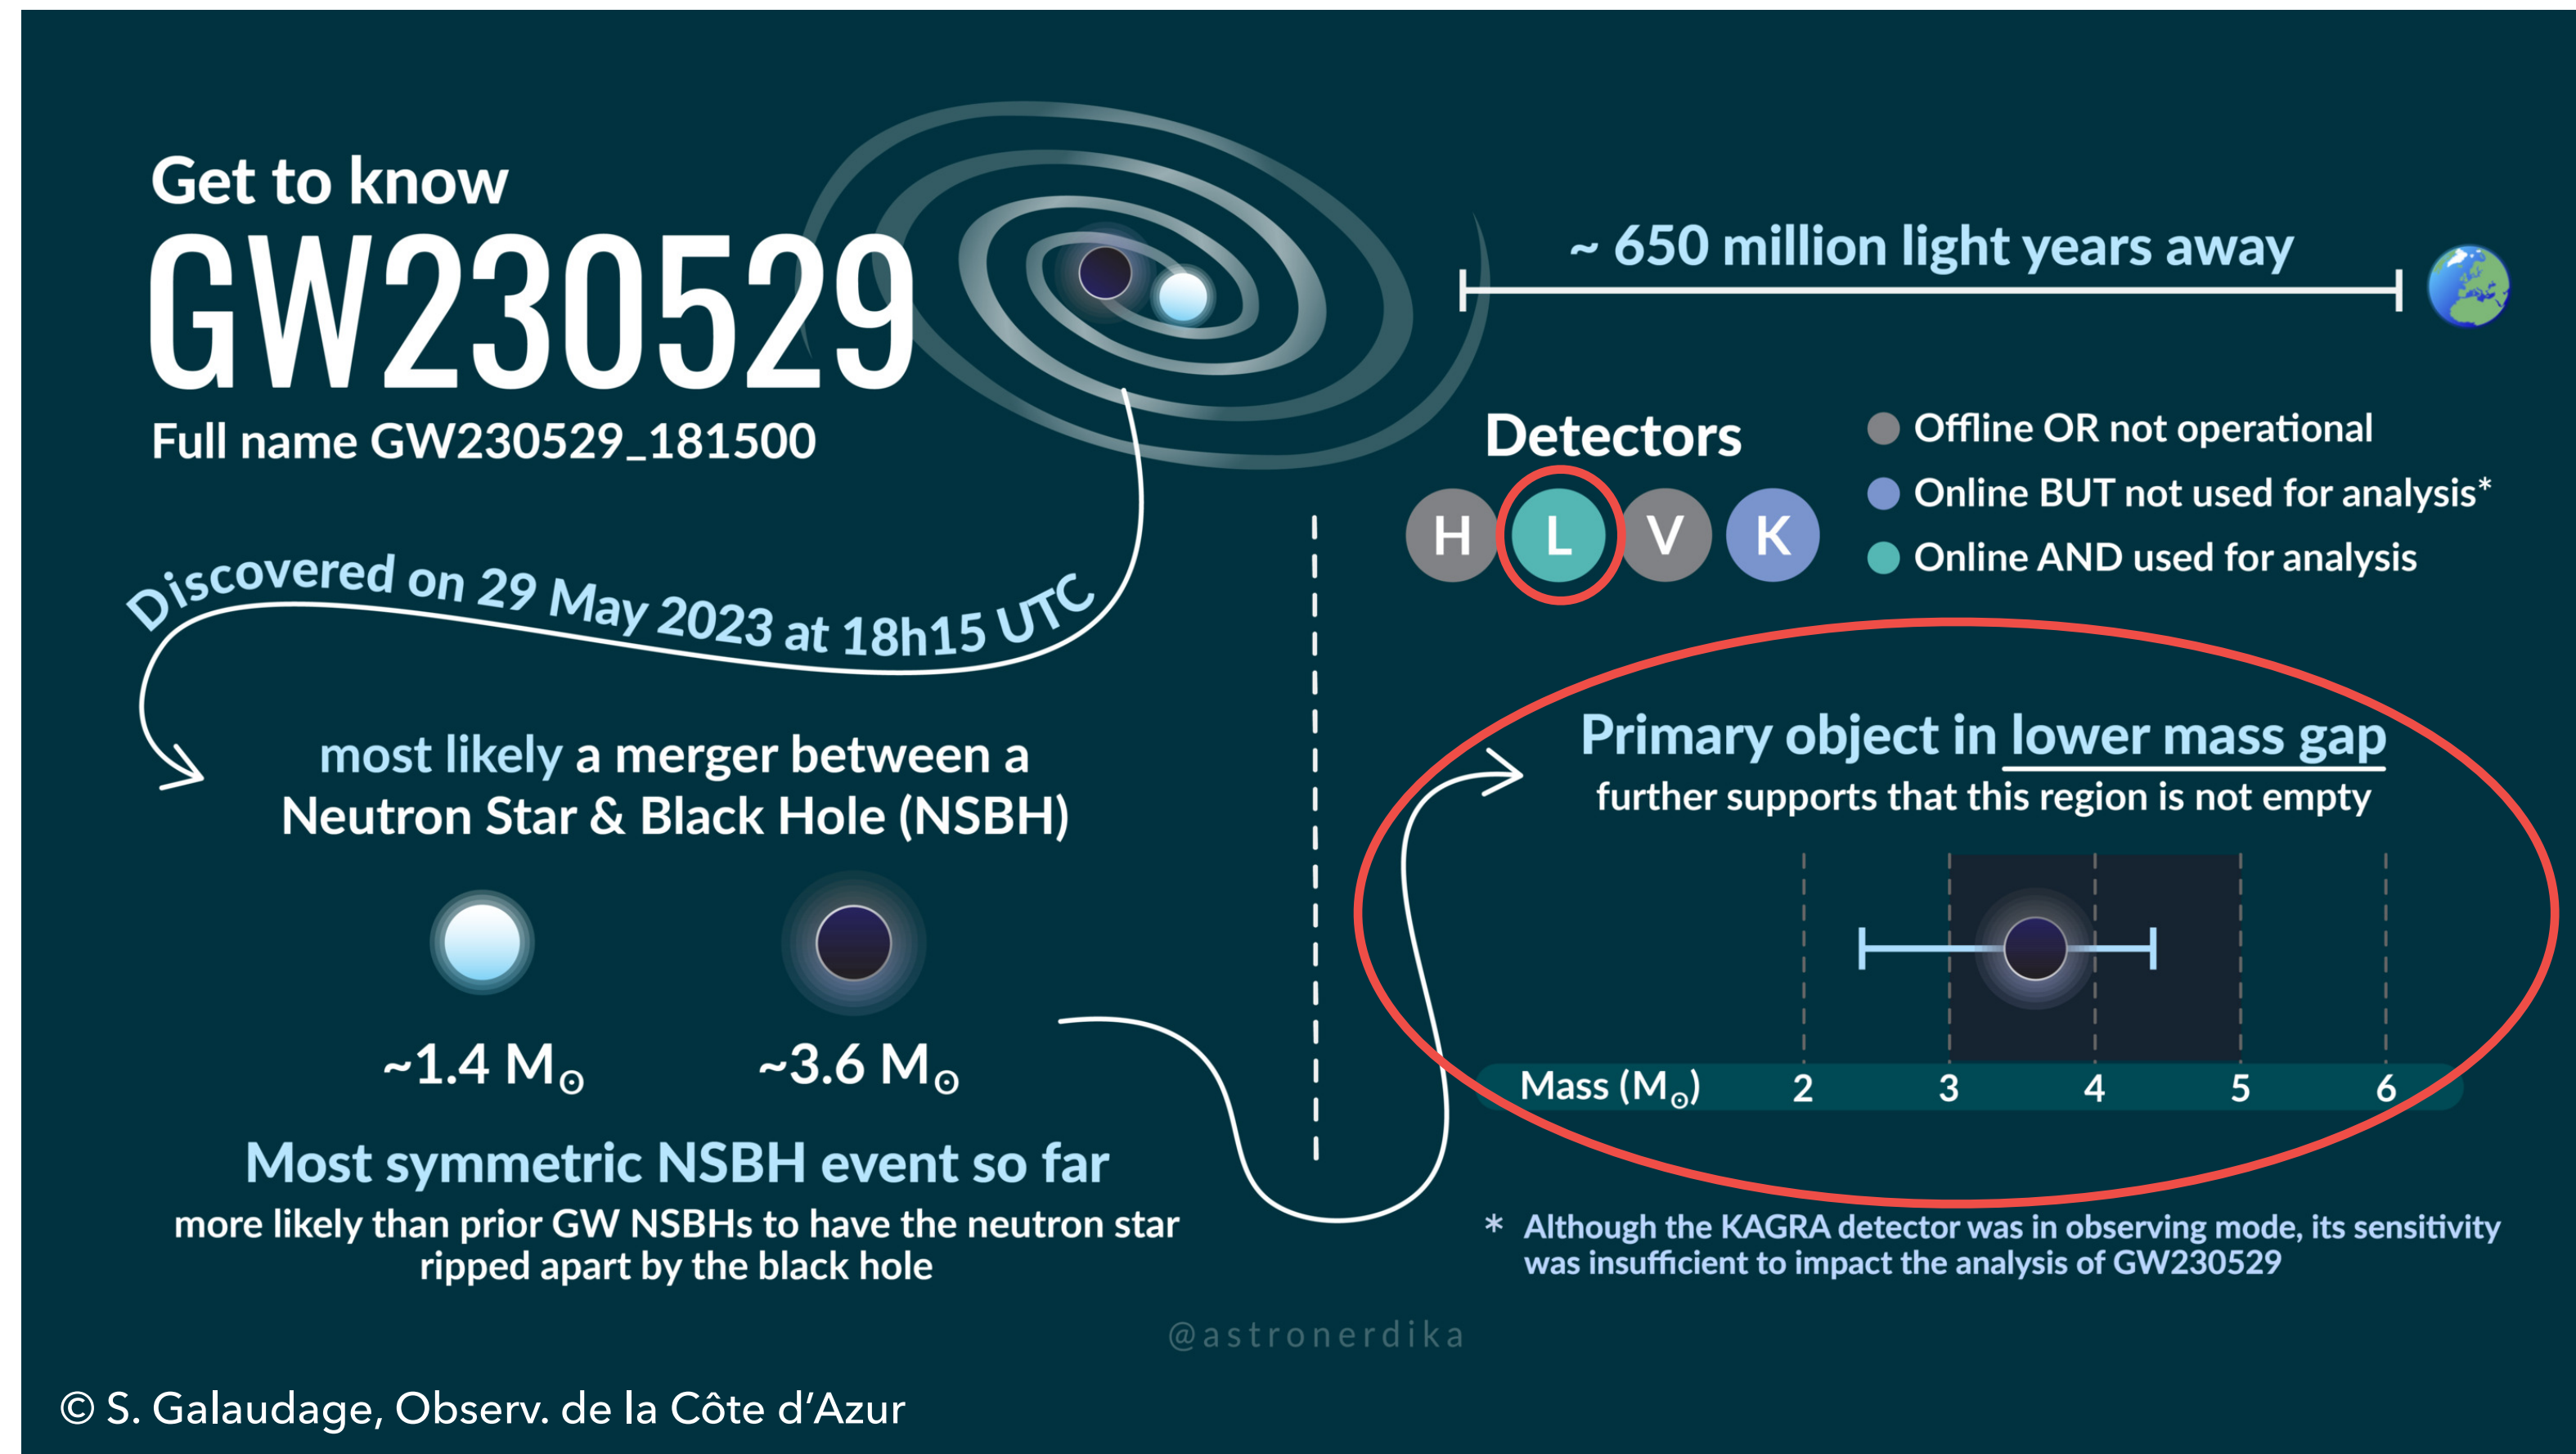 Get to know
GW230529
Full name GW230529_181500
Discovered on 29 May 2023 at 18h15 UTC
most likely a merger between a
Neutron Star & Black Hole (NSBH)
~1.4 M☉
~3.6 M☉
Most symmetric NSBH event so far
more likely than prior GW NSBHs to have the neutron star
ripped apart by the black hole
~ 650 million light years away
Detectors
H L V K
Offline OR not operational
Online BUT not used for analysis*
Online AND used for analysis
Primary object in lower mass gap
further supports that this region is not empty
Mass (M☉) 2 3 4 5 6
* Although the KAGRA detector was in observing mode, its sensitivity
was insufficient to impact the analysis of GW230529
@astronerdika
© S. Galaudage, Observ. de la Côte d'Azur